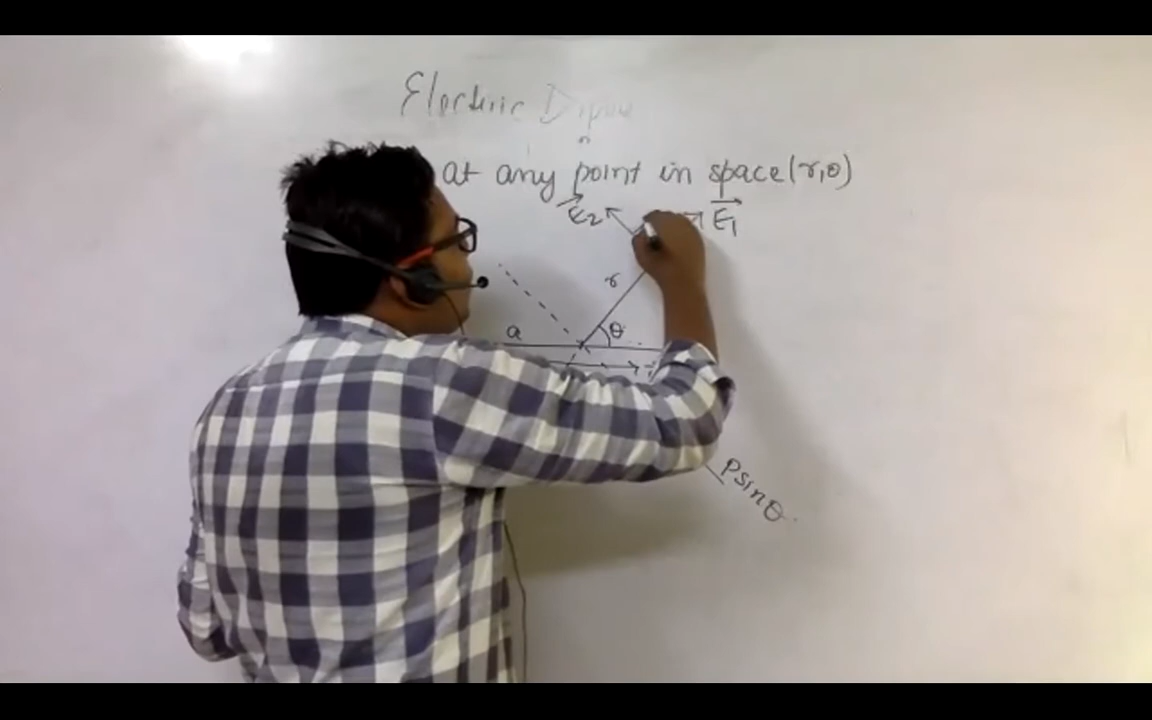 Electric Dipole
at any point in space(r,θ)
E₂ E₁
r
a θ
Psinθ